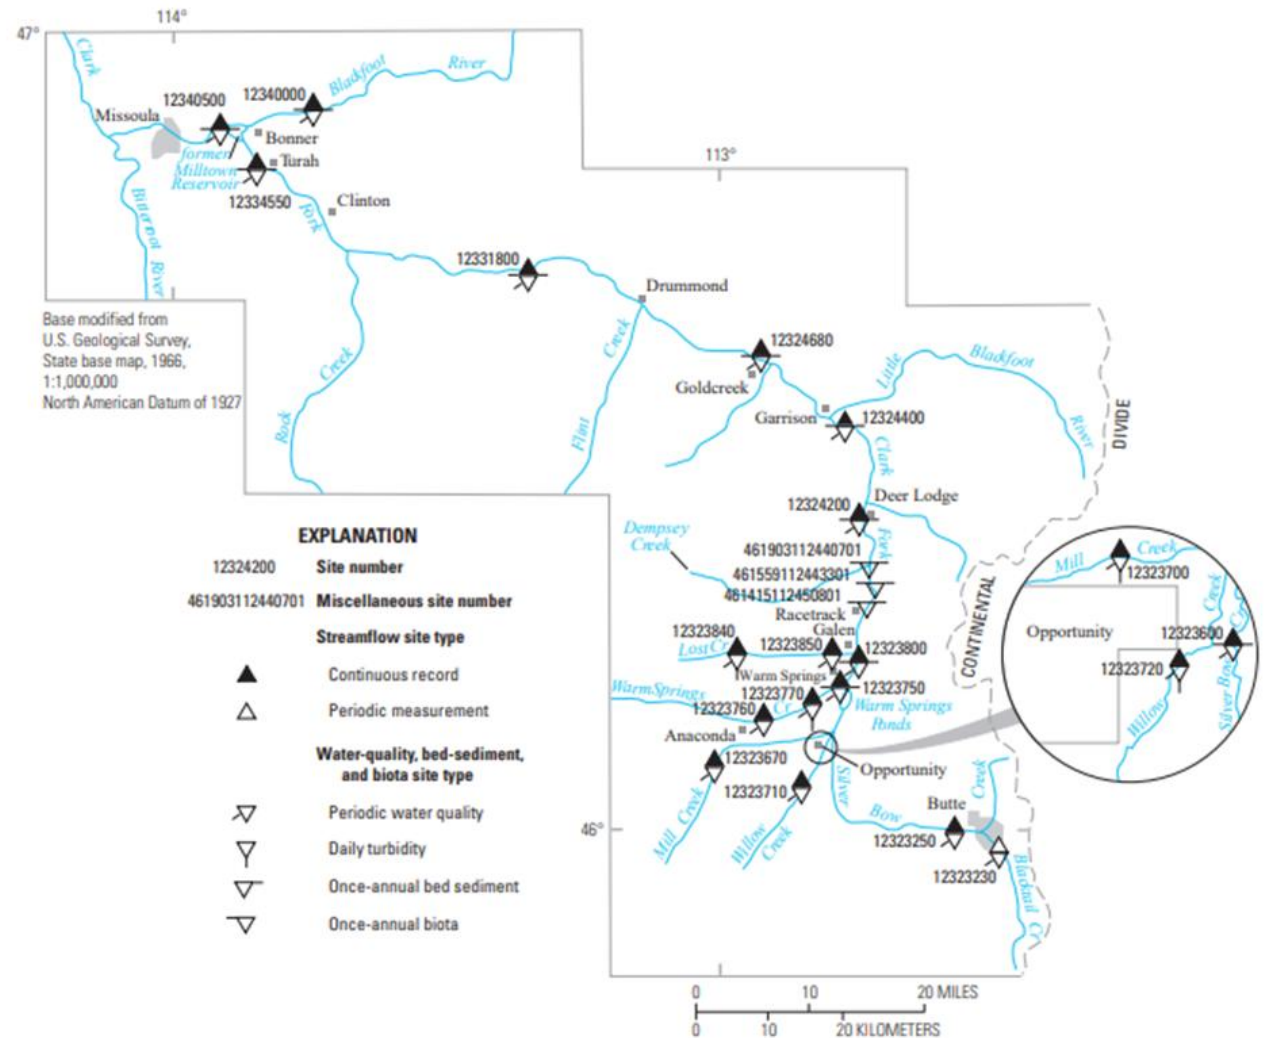 114°
47°
Clark
Blackfoot River
12340500
12340000
Missoula
Bonner
former
Milltown
Reservoir
Turah
12334550
Clinton
Fork
Bitterroot River
113°
12331800
Drummond
Base modified from
U.S. Geological Survey,
State base map, 1966,
1:1,000,000
North American Datum of 1927
Rock Creek
Flint Creek
12324680
Goldcreek
Little Blackfoot River
Garrison
12324400
Clark
DIVIDE
CONTINENTAL
12324200
Deer Lodge
Fork
Dempsey
Creek
461903112440701
461559112443301
461415112450801
Racetrack
Galen
12323840
Lost Cr.
12323850
12323800
Warm Springs
12323750
WarmSprings Cr.
12323770
12323760
Warm Springs
Ponds
Anaconda
12323670
Opportunity
12323710
Mill Creek
Willow
Creek
Silver Bow Creek
Butte
12323250
12323230
Blacktail Cr
46°
Mill Creek
12323700
Opportunity
12323600
12323720
Willow
Creek
Silver Bow Cr
EXPLANATION
12324200 Site number
461903112440701 Miscellaneous site number
Streamflow site type
Continuous record
Periodic measurement
Water-quality, bed-sediment,
and biota site type
Periodic water quality
Daily turbidity
Once-annual bed sediment
Once-annual biota
0 10 20 MILES
0 10 20 KILOMETERS